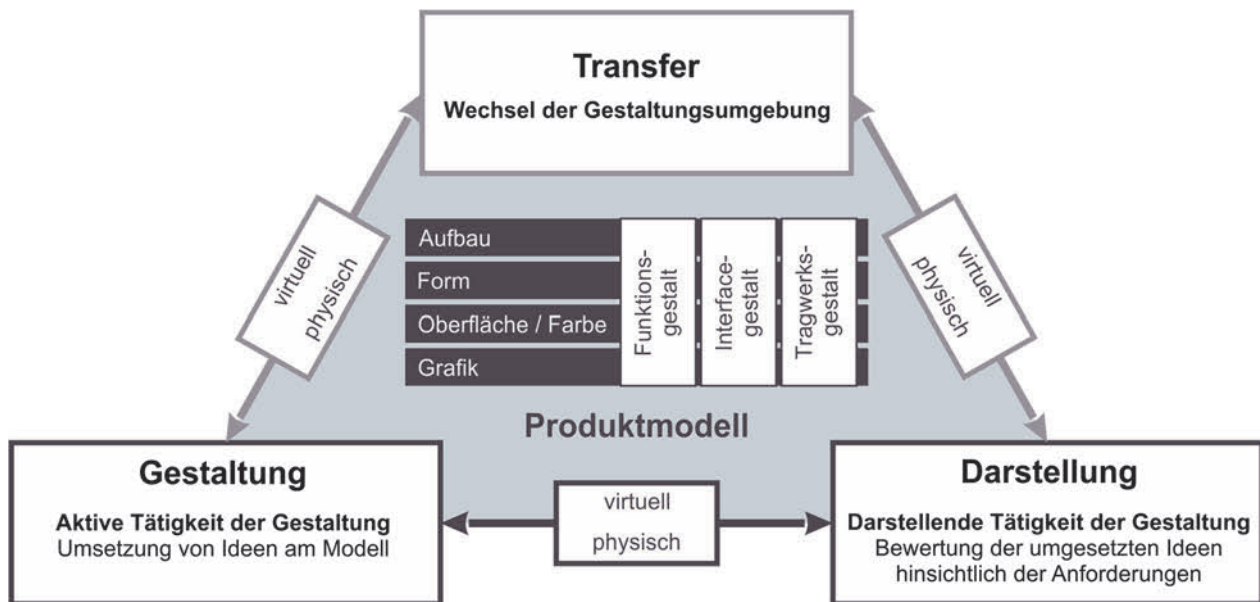 Transfer
Wechsel der Gestaltungsumgebung
virtuell
physisch
Aufbau
Form
Oberfläche / Farbe
Grafik
Funktions-
gestalt
Interface-
gestalt
Tragwerks-
gestalt
virtuell
physisch
Produktmodell
Gestaltung
Aktive Tätigkeit der Gestaltung
Umsetzung von Ideen am Modell
virtuell
physisch
Darstellung
Darstellende Tätigkeit der Gestaltung
Bewertung der umgesetzten Ideen
hinsichtlich der Anforderungen